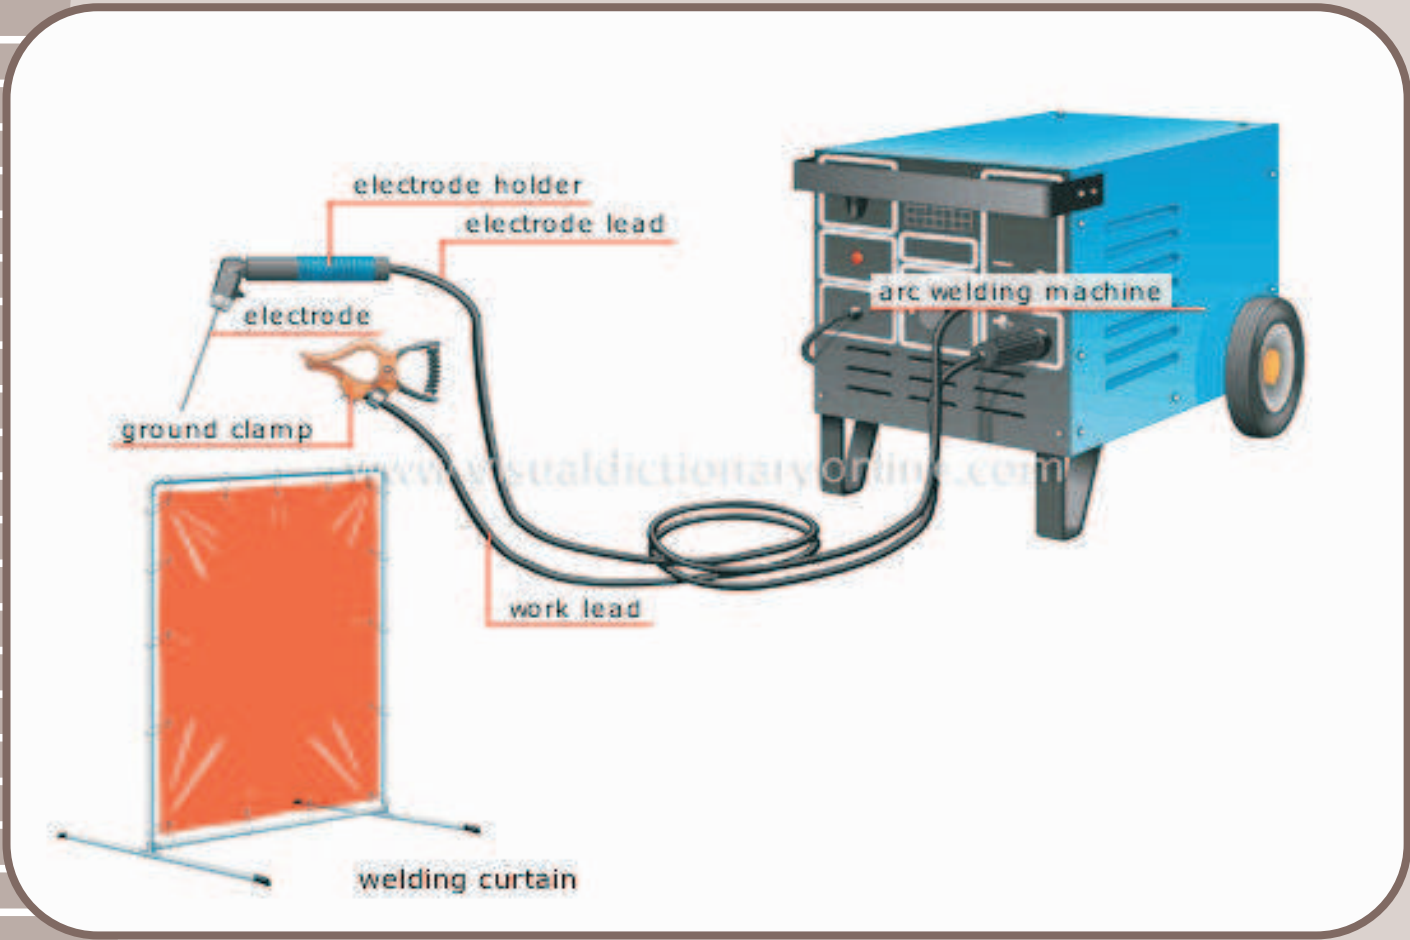 electrode holder
electrode lead
arc welding machine
electrode
ground clamp
www.visualdictionaryonline.com
work lead
welding curtain